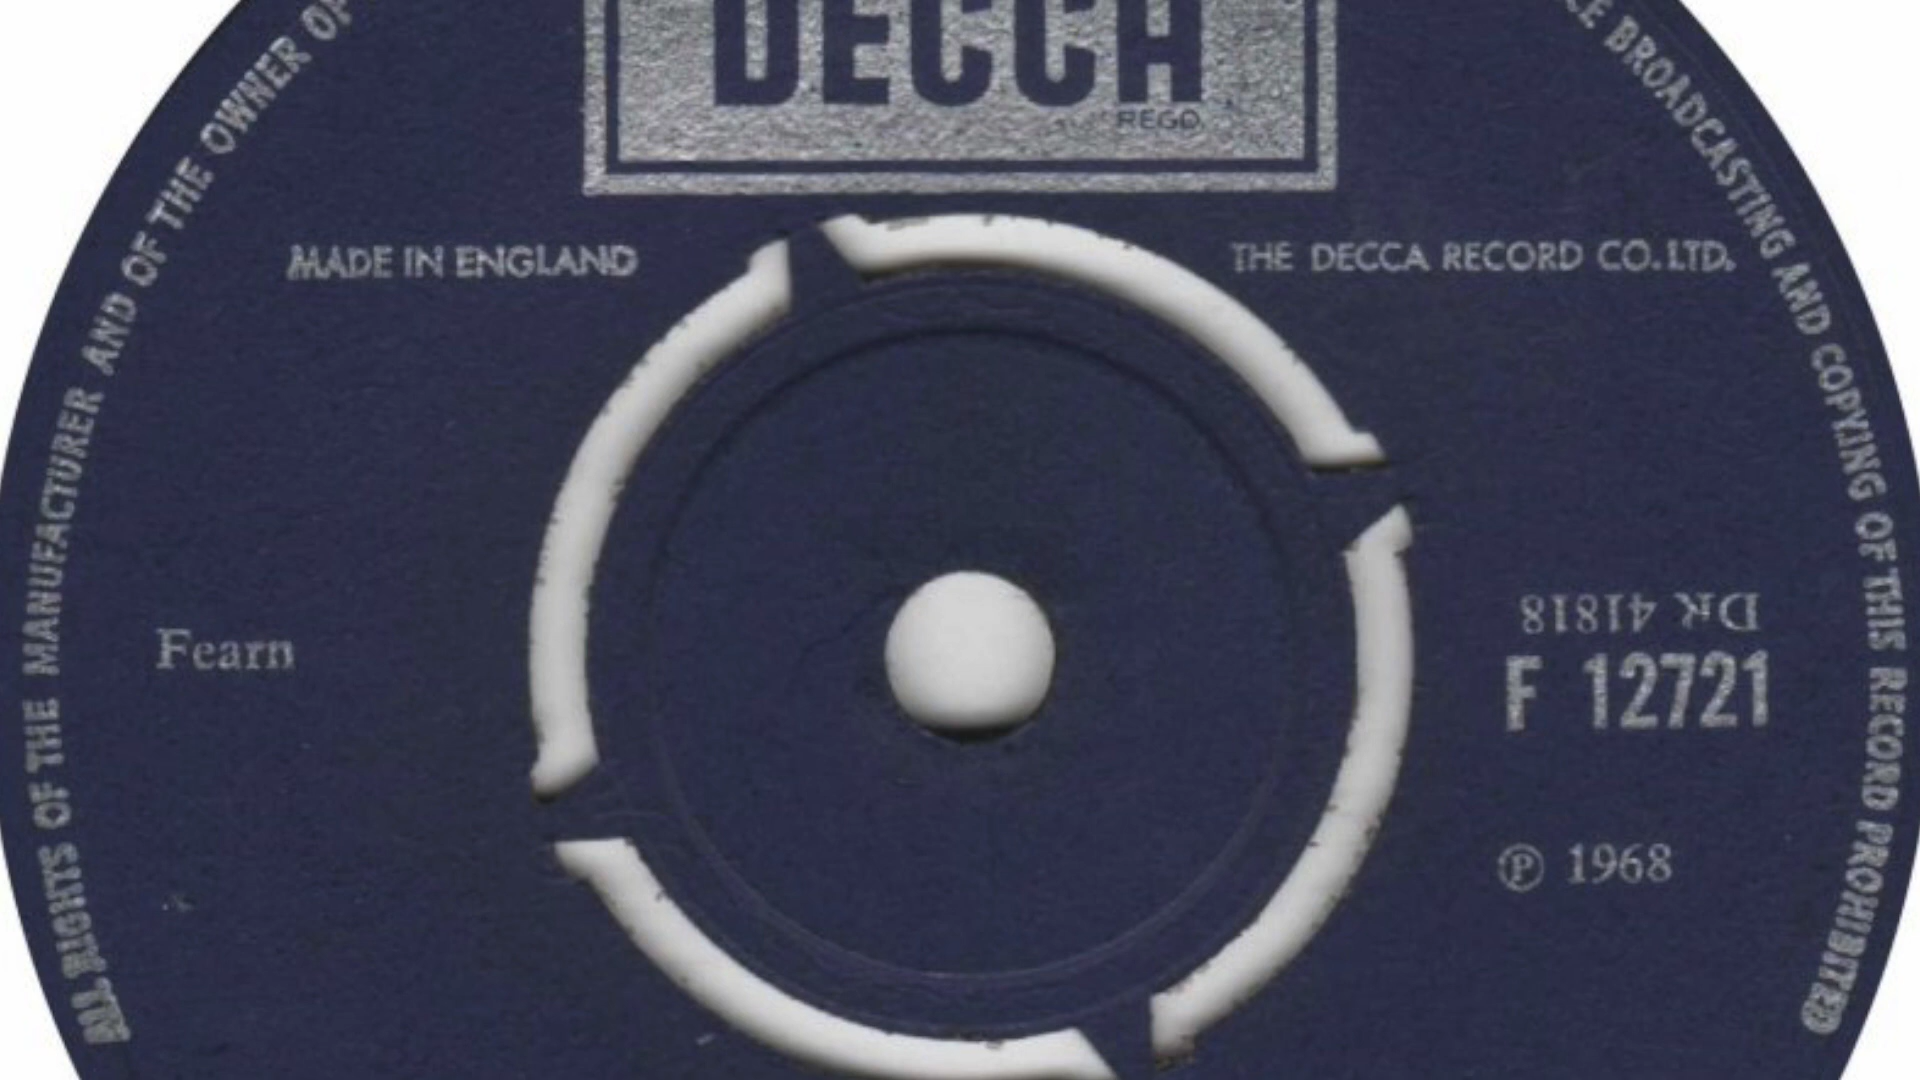 DECCA
REGD
MADE IN ENGLAND
THE DECCA RECORD CO. LTD.
ALL RIGHTS OF THE MANUFACTURER AND OF THE OWNER OF
BROADCASTING AND COPYING OF THIS RECORD PROHIBITED
Fearn
DR 41818
F 12721
℗ 1968